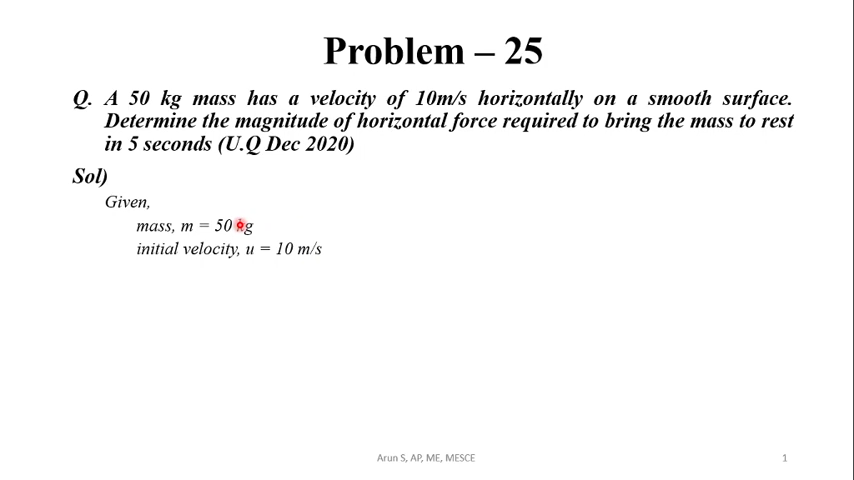 Problem – 25
Q. A 50 kg mass has a velocity of 10m/s horizontally on a smooth surface.
Determine the magnitude of horizontal force required to bring the mass to rest
in 5 seconds (U.Q Dec 2020)
Sol)
Given,
mass, m = 50 kg
initial velocity, u = 10 m/s
Arun S, AP, ME, MESCE
1